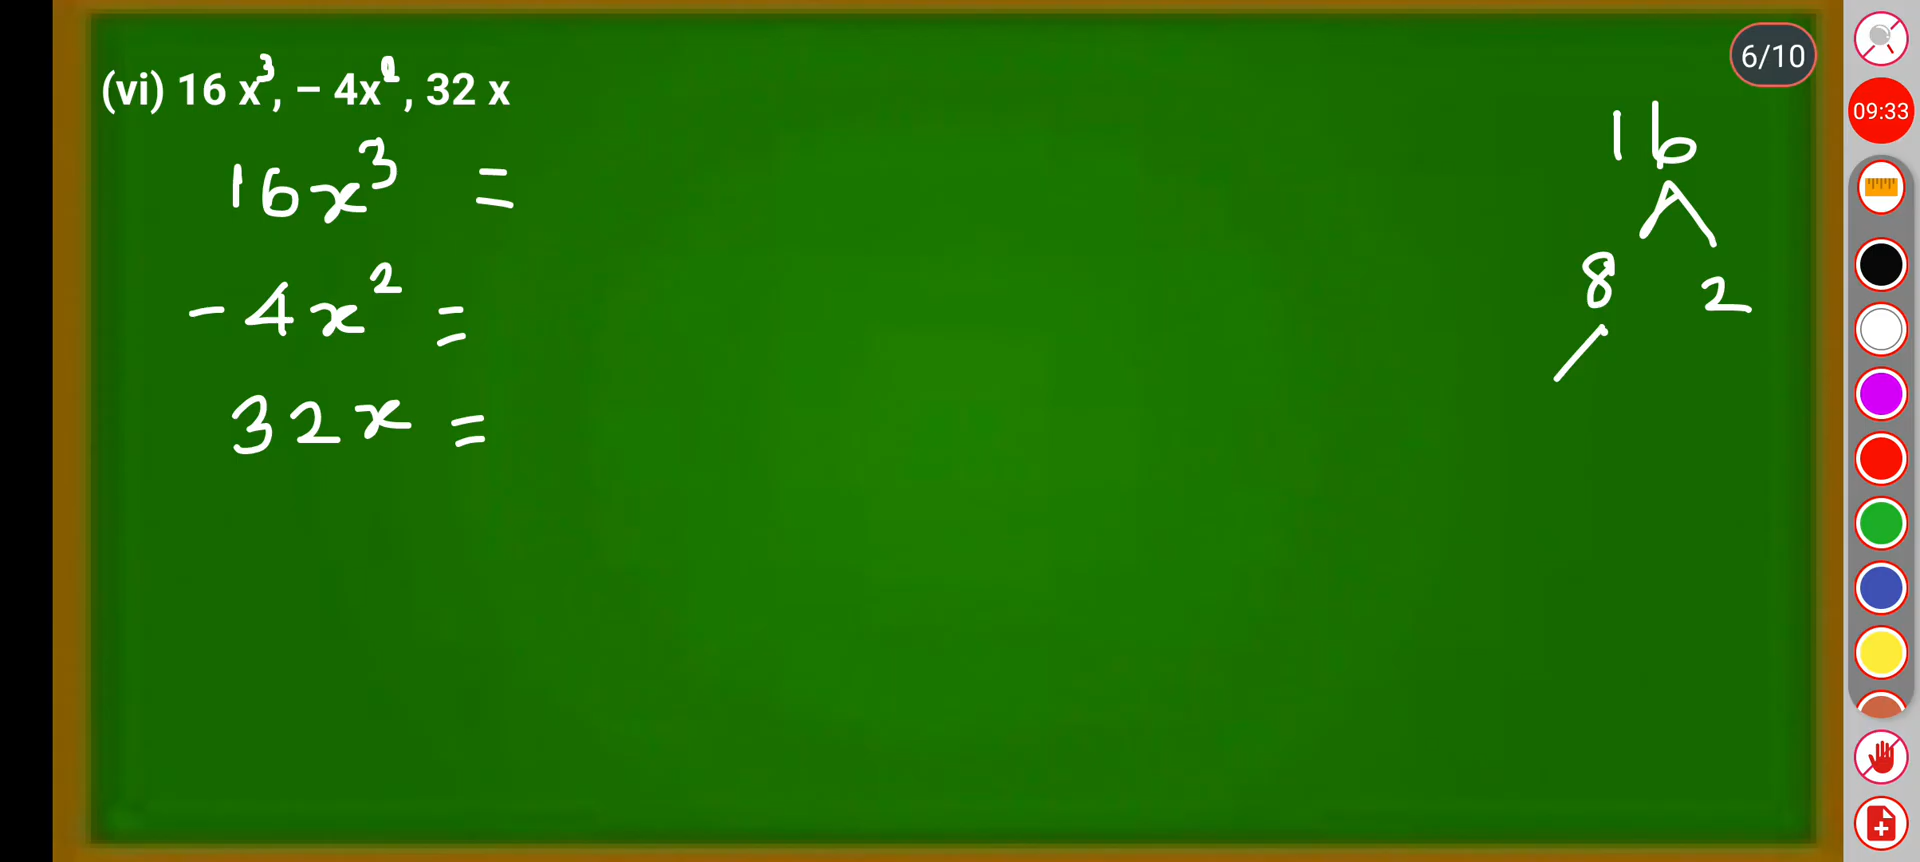 (vi) 16 x³, – 4x², 32 x
6/10
09:33
16x³ =
-4x² =
32x =
16
8 2